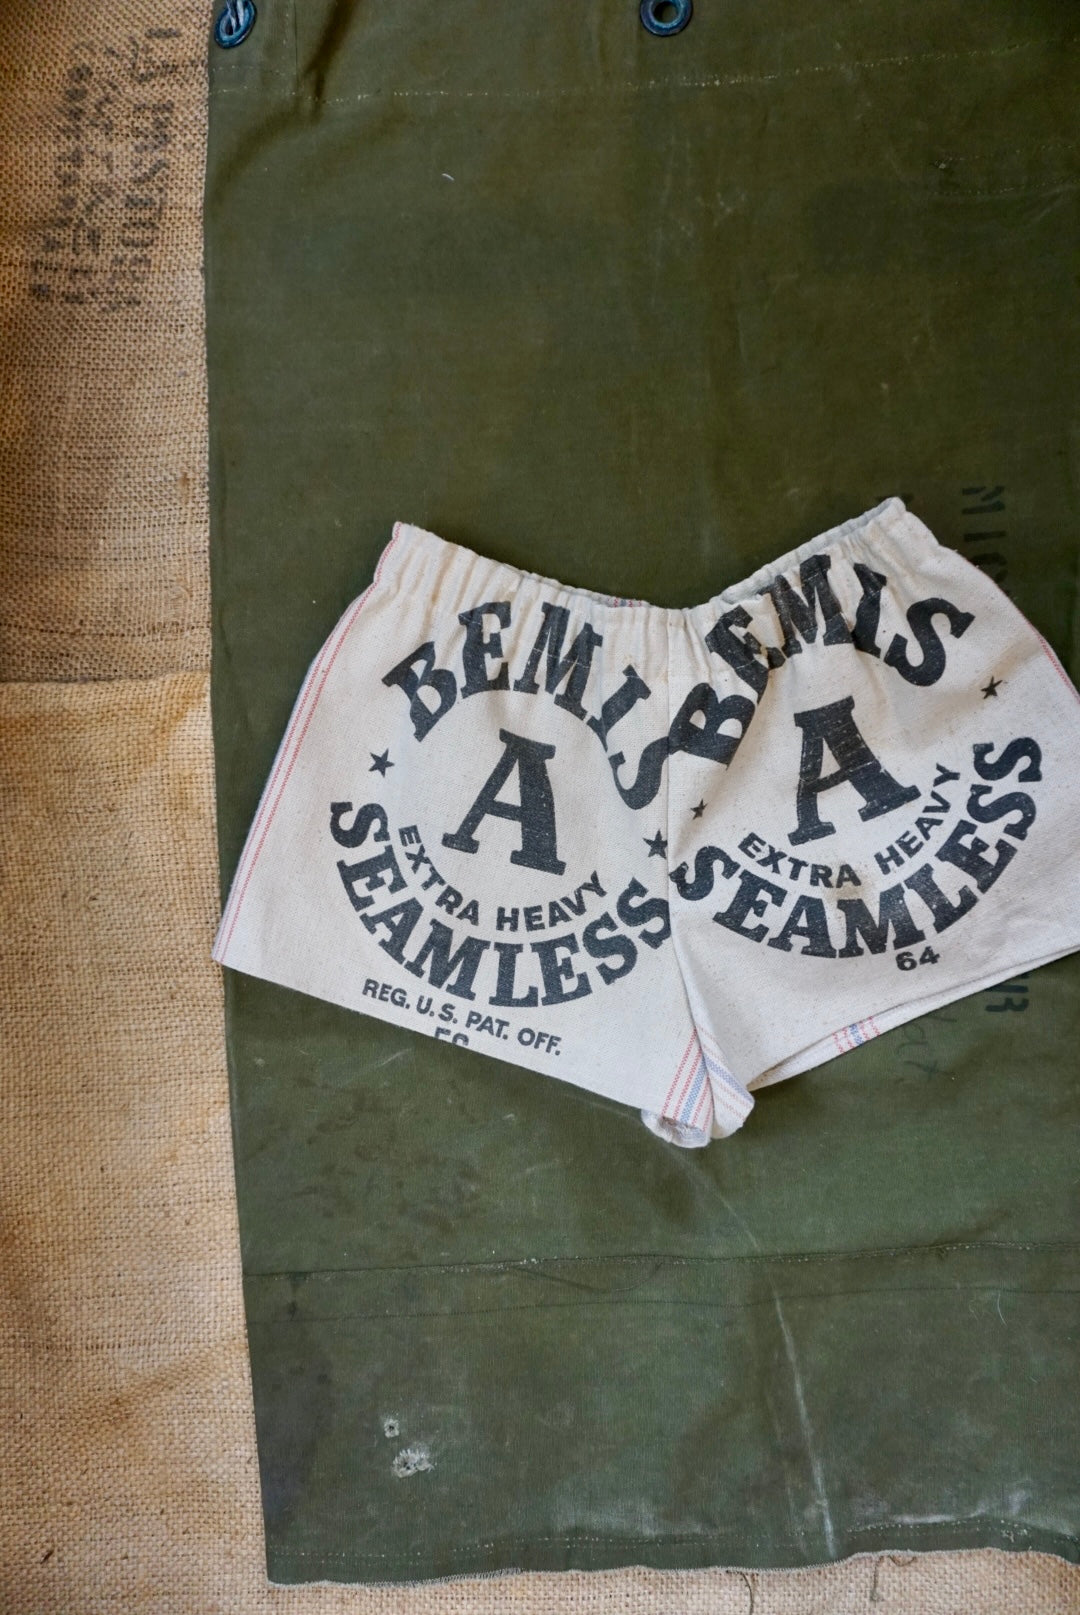 BEMIS
A
EXTRA HEAVY
SEAMLESS
REG. U.S. PAT. OFF.
BEMIS
A
EXTRA HEAVY
SEAMLESS
64